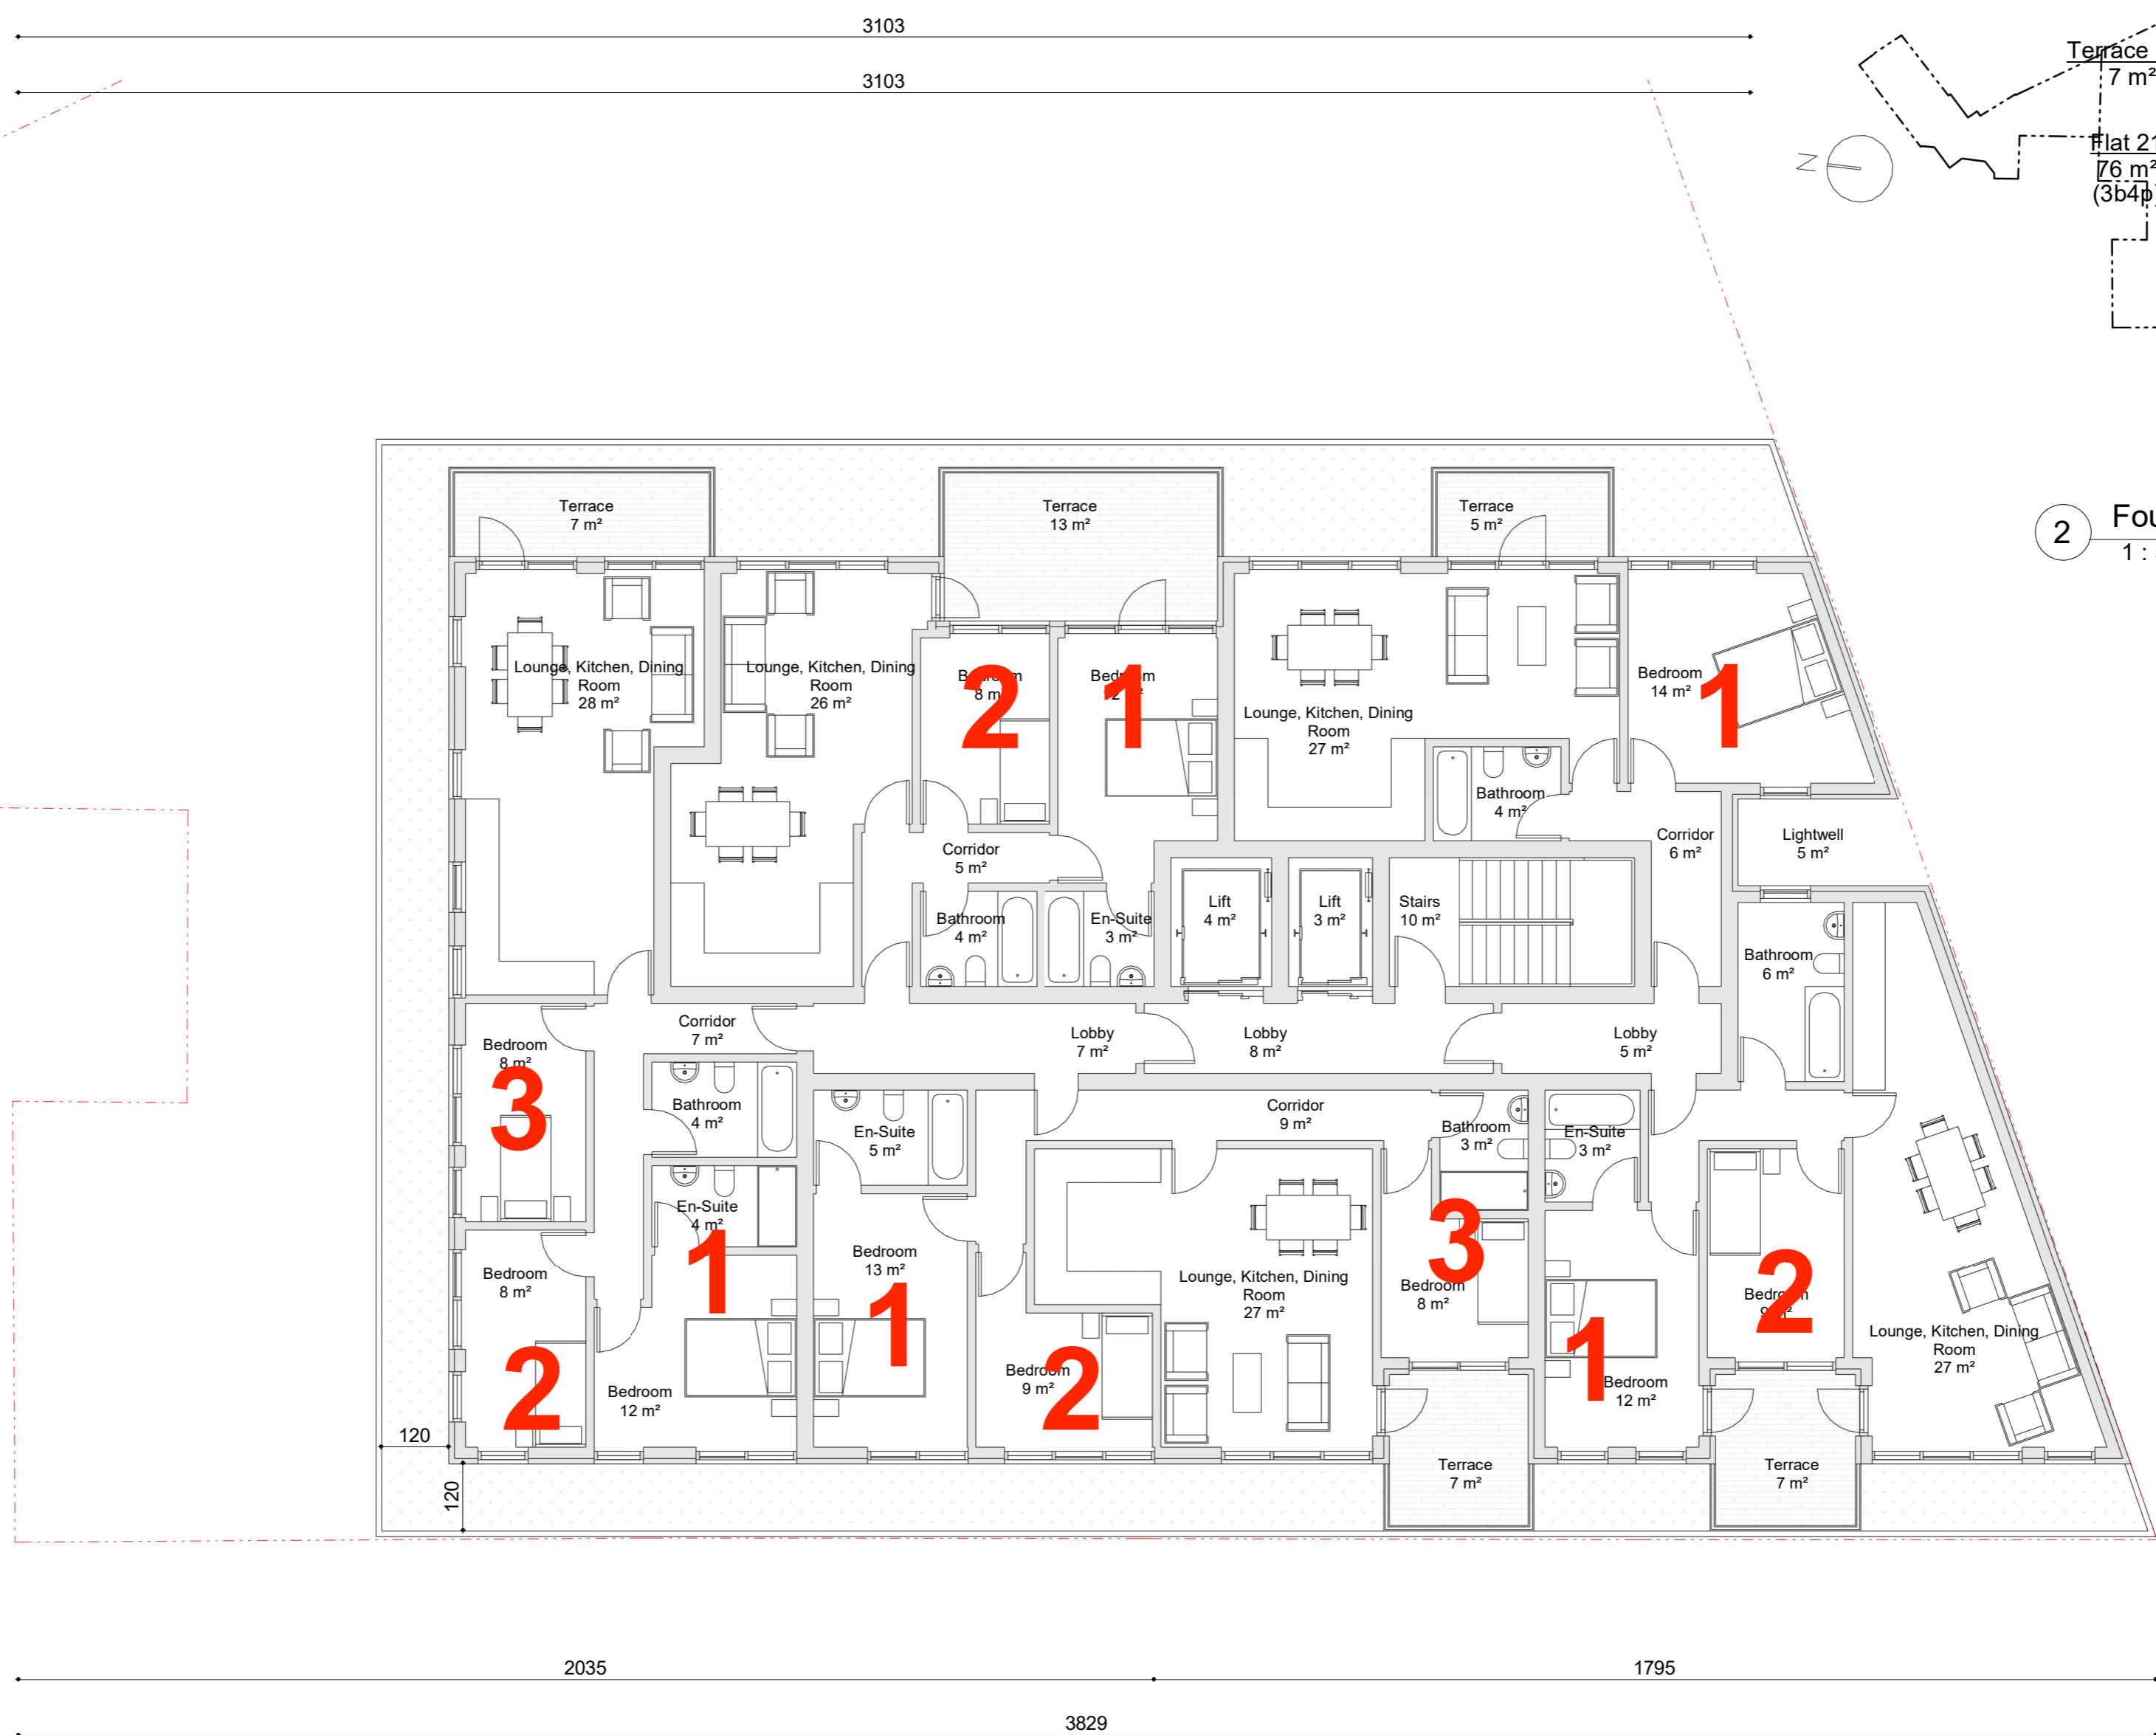 3103
3103
Terrace
7 m²
N
Flat 21
76 m²
(3b4p)
2
Fou
1 :
Terrace
7 m²
Terrace
13 m²
Terrace
5 m²
Lounge, Kitchen, Dining
Room
28 m²
Lounge, Kitchen, Dining
Room
26 m²
Bedroom
8 m²
2
Bedroom
1
Lounge, Kitchen, Dining
Room
27 m²
Bedroom
14 m²
1
Bathroom
4 m²
Corridor
5 m²
Corridor
6 m²
Lightwell
5 m²
Bathroom
4 m²
En-Suite
3 m²
Lift
4 m²
Lift
3 m²
Stairs
10 m²
Bathroom
6 m²
Bedroom
8 m²
3
Corridor
7 m²
Lobby
7 m²
Lobby
8 m²
Lobby
5 m²
Bathroom
4 m²
En-Suite
5 m²
Corridor
9 m²
Bathroom
3 m²
En-Suite
3 m²
En-Suite
4 m²
1
Bedroom
13 m²
1
Bedroom
8 m²
2
Bedroom
12 m²
Bedroom
9 m²
2
Lounge, Kitchen, Dining
Room
27 m²
3
Bedroom
8 m²
1
Bedroom
12 m²
Bedroom
2
Lounge, Kitchen, Dining
Room
27 m²
120
120
Terrace
7 m²
Terrace
7 m²
2035
1795
3829